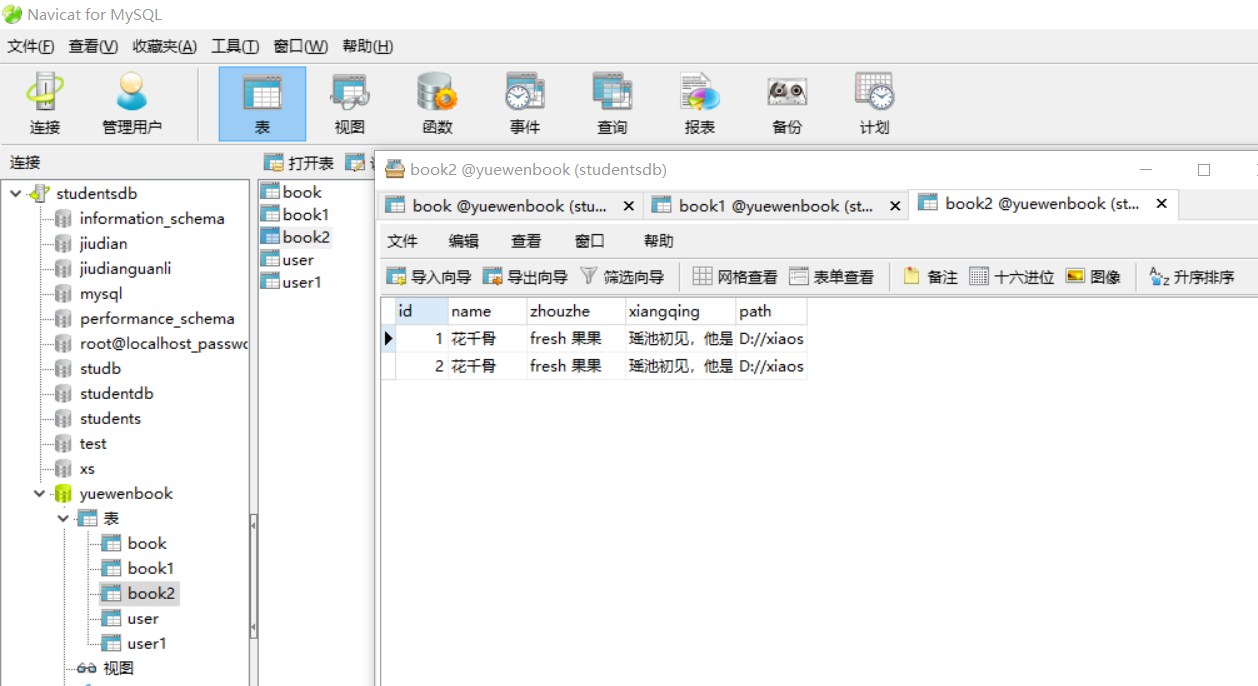 Navicat for MySQL
文件(F) 查看(V) 收藏夹(A) 工具(T) 窗口(W) 帮助(H)
连接 管理用户 表 视图 函数 事件 查询 报表 备份 计划
连接
studentsdb
information_schema
jiudian
jiudianguanli
mysql
performance_schema
root@localhost_passwo
studb
studentdb
students
test
xs
yuewenbook
表
book
book1
book2
user
user1
视图
打开表
book
book1
book2
user
user1
book2 @yuewenbook (studentsdb)
book @yuewenbook (stu... book1 @yuewenbook (st... book2 @yuewenbook (st...
文件 编辑 查看 窗口 帮助
导入向导 导出向导 筛选向导 网格查看 表单查看 备注 十六进位 图像 升序排序
id name zhouzhe xiangqing path
1 花千骨 fresh 果果 瑶池初见，他是 D://xiaos
2 花千骨 fresh 果果 瑶池初见，他是 D://xiaos